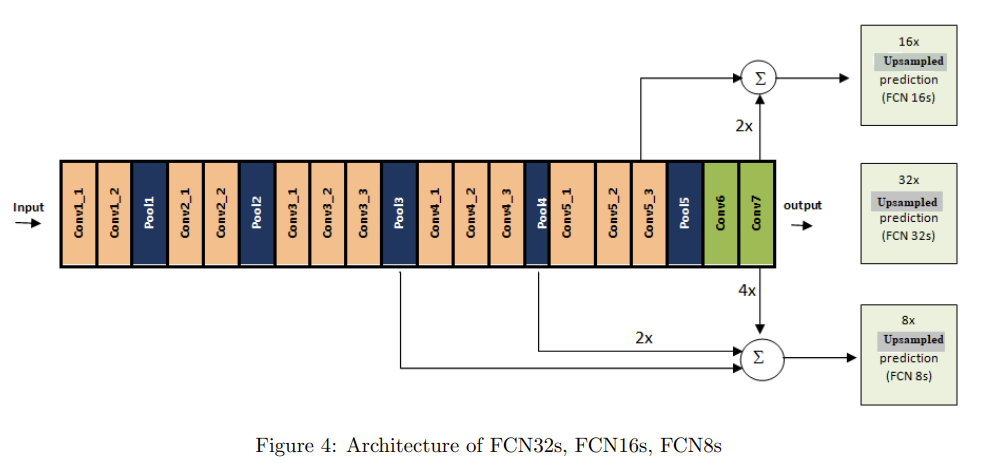 16x
Upsampled
prediction
(FCN 16s)
Σ
2x
Input
Conv1_1
Conv1_2
Pool1
Conv2_1
Conv2_2
Pool2
Conv3_1
Conv3_2
Conv3_3
Pool3
Conv4_1
Conv4_2
Conv4_3
Pool4
Conv5_1
Conv5_2
Conv5_3
Pool5
Conv6
Conv7
output
32x
Upsampled
prediction
(FCN 32s)
4x
2x
Σ
8x
Upsampled
prediction
(FCN 8s)
Figure 4: Architecture of FCN32s, FCN16s, FCN8s